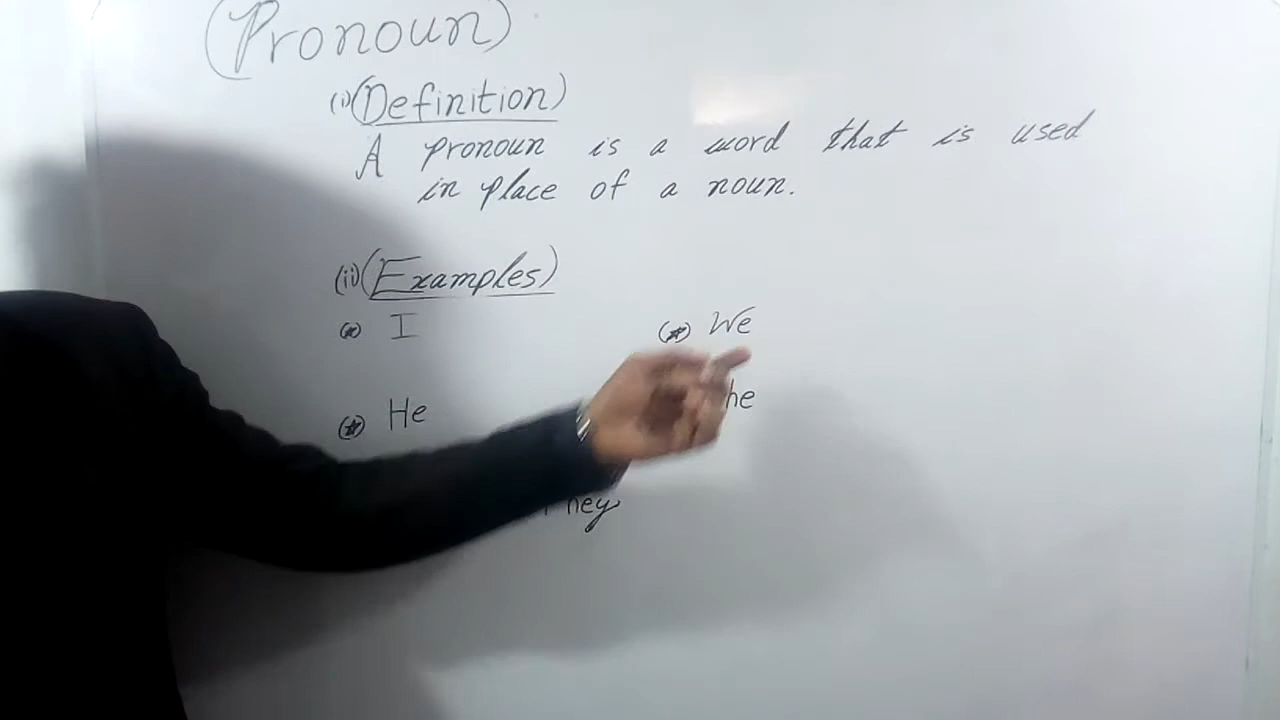 (Pronoun)
(i) (Definition)
A pronoun is a word that is used
in place of a noun.
(ii) (Examples)
(*) I
(*) We
(*) He